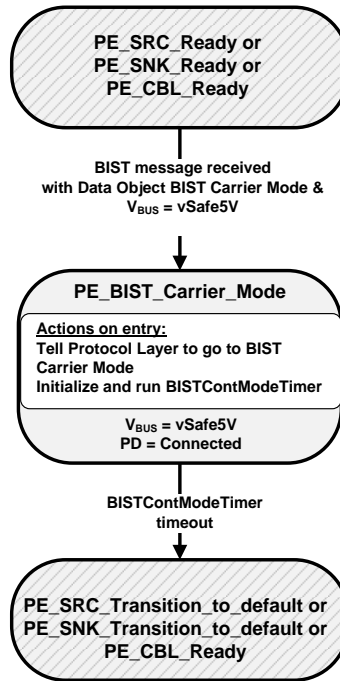 PE_SRC_Ready or
PE_SNK_Ready or
PE_CBL_Ready
BIST message received
with Data Object BIST Carrier Mode &
VBUS = vSafe5V
PE_BIST_Carrier_Mode
Actions on entry:
Tell Protocol Layer to go to BIST
Carrier Mode
Initialize and run BISTContModeTimer
VBUS = vSafe5V
PD = Connected
BISTContModeTimer
timeout
PE_SRC_Transition_to_default or
PE_SNK_Transition_to_default or
PE_CBL_Ready